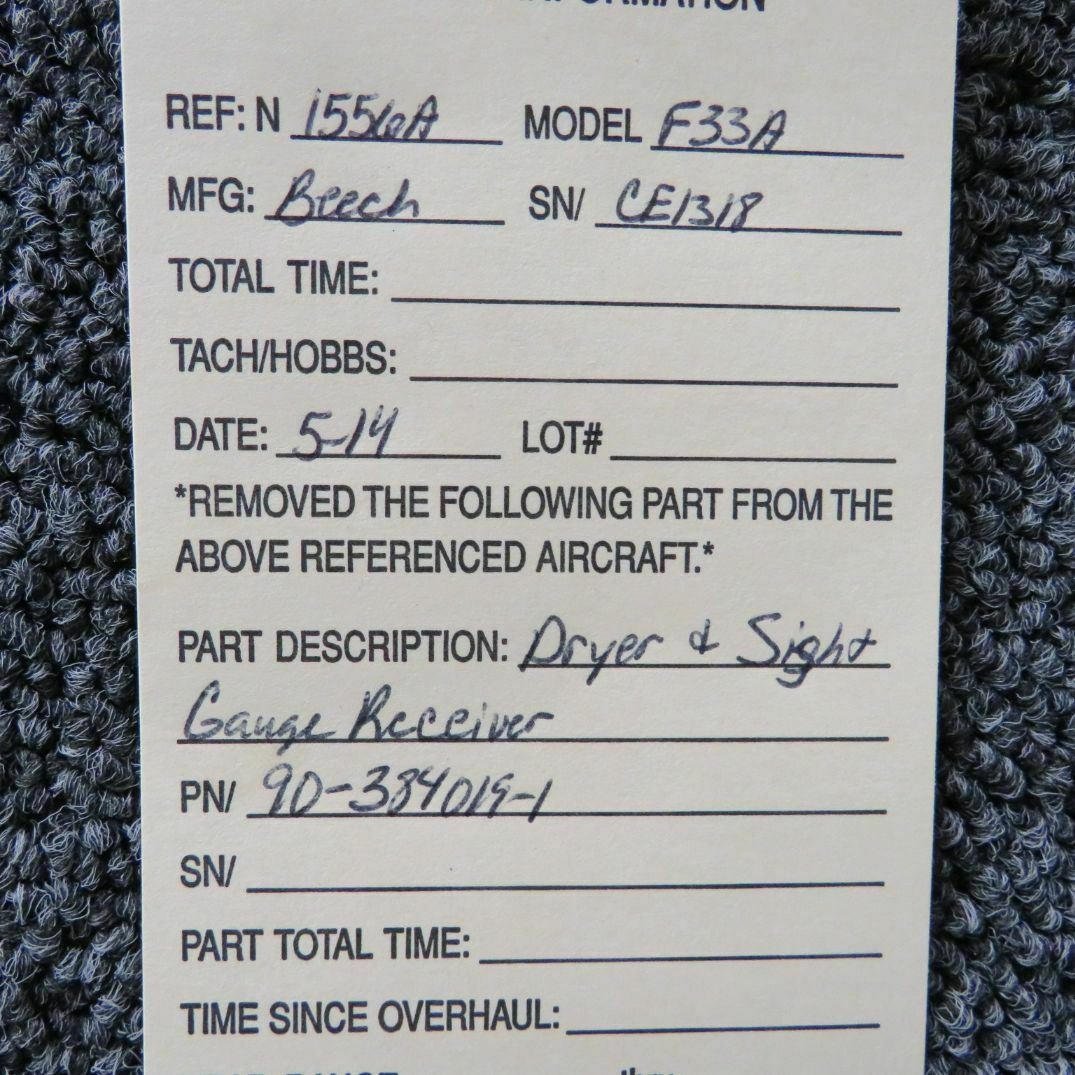 INFORMATION
REF: N 1556A MODEL F33A
MFG: Beech SN/ CE1318
TOTAL TIME:
TACH/HOBBS:
DATE: 5-14 LOT#
*REMOVED THE FOLLOWING PART FROM THE
ABOVE REFERENCED AIRCRAFT.*
PART DESCRIPTION: Dryer & Sight
Gauge Receiver
PN/ 90-384019-1
SN/
PART TOTAL TIME:
TIME SINCE OVERHAUL: